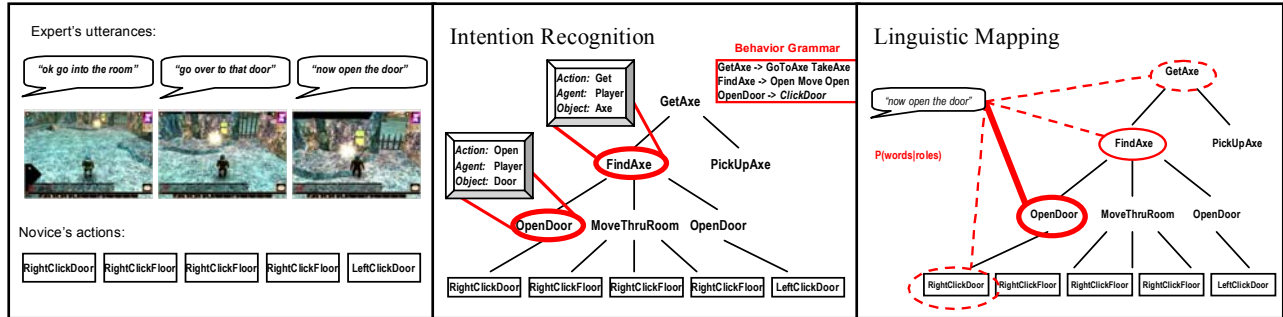 Expert's utterances:
"ok go into the room"
"go over to that door"
"now open the door"
Novice's actions:
RightClickDoor
RightClickFloor
RightClickFloor
RightClickFloor
LeftClickDoor
Intention Recognition
Behavior Grammar
GetAxe -> GoToAxe TakeAxe
FindAxe -> Open Move Open
OpenDoor -> ClickDoor
Action: Get
Agent: Player
Object: Axe
GetAxe
Action: Open
Agent: Player
Object: Door
FindAxe
PickUpAxe
OpenDoor
MoveThruRoom
OpenDoor
RightClickDoor
RightClickFloor
RightClickFloor
RightClickFloor
LeftClickDoor
Linguistic Mapping
GetAxe
"now open the door"
P(words|roles)
FindAxe
PickUpAxe
OpenDoor
MoveThruRoom
OpenDoor
RightClickDoor
RightClickFloor
RightClickFloor
RightClickFloor
LeftClickDoor